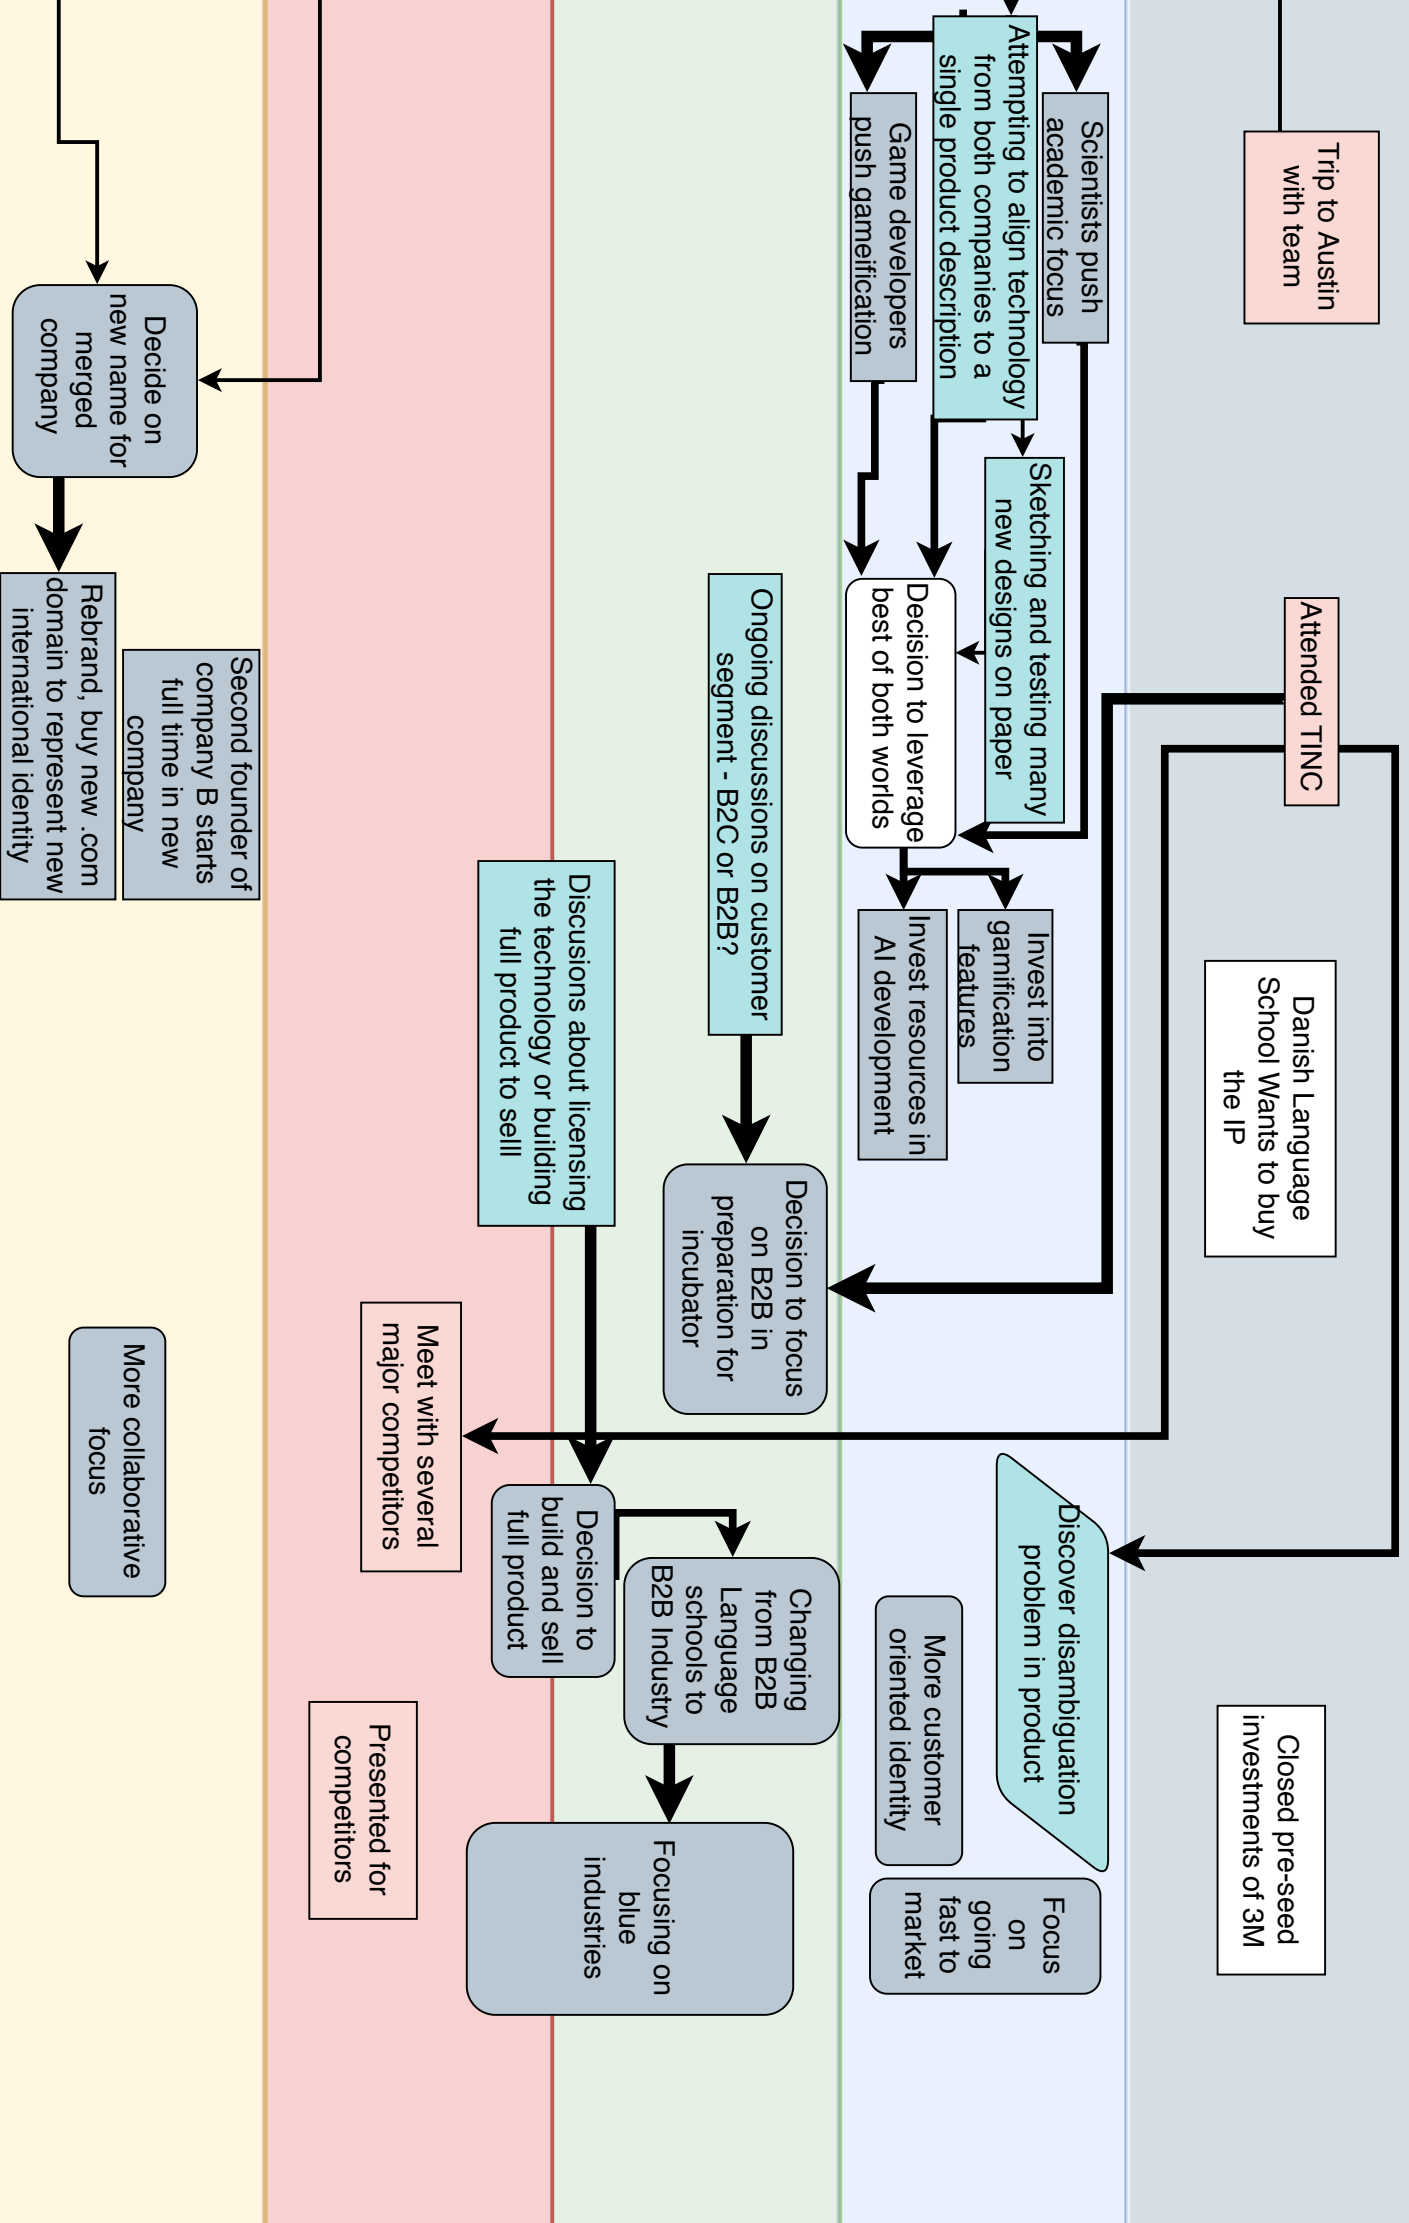 Trip to Austin
with team
Attended TINC
Danish Language
School Wants to buy
the IP
Closed pre-seed
investments of 3M
Scientists push
academic focus
Attempting to align technology
from both companies to a
single product description
Game developers
push gameification
Sketching and testing many
new designs on paper
Decision to leverage
best of both worlds
Invest into
gamification
features
Invest resources in
AI development
Discover disambiguation
problem in product
More customer
oriented identity
Focus
on
going
fast to
market
Ongoing discussions on customer
segment - B2C or B2B?
Decision to focus
on B2B in
preparation for
incubator
Changing
from B2B
Language
schools to
B2B Industry
Focusing on
blue
industries
Discusions about licensing
the technology or building
full product to selll
Decision to
build and sell
full product
Meet with several
major competitors
Presented for
competitors
Decide on
new name for
merged
company
Second founder of
company B starts
full time in new
company
Rebrand, buy new .com
domain to represent new
international identity
More collaborative
focus